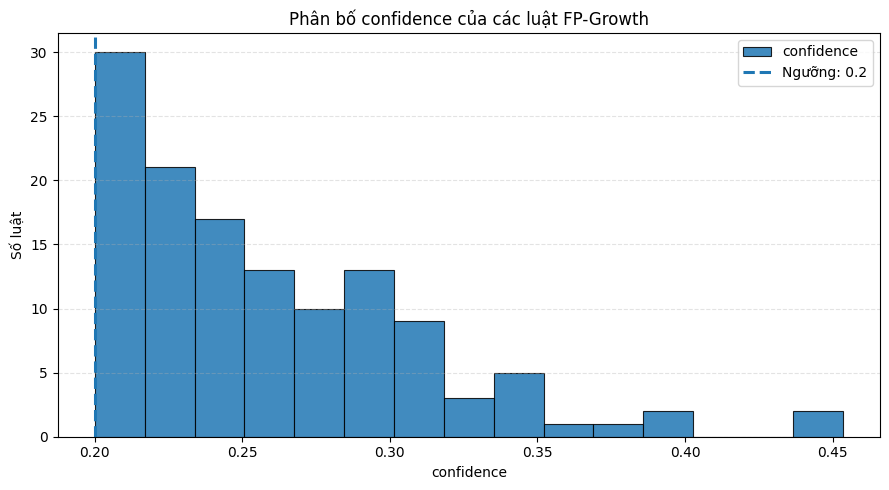 Phân bố confidence của các luật FP-Growth
confidence
Ngưỡng: 0.2
Số luật
30
25
20
15
10
5
0
0.20 0.25 0.30 0.35 0.40 0.45
confidence